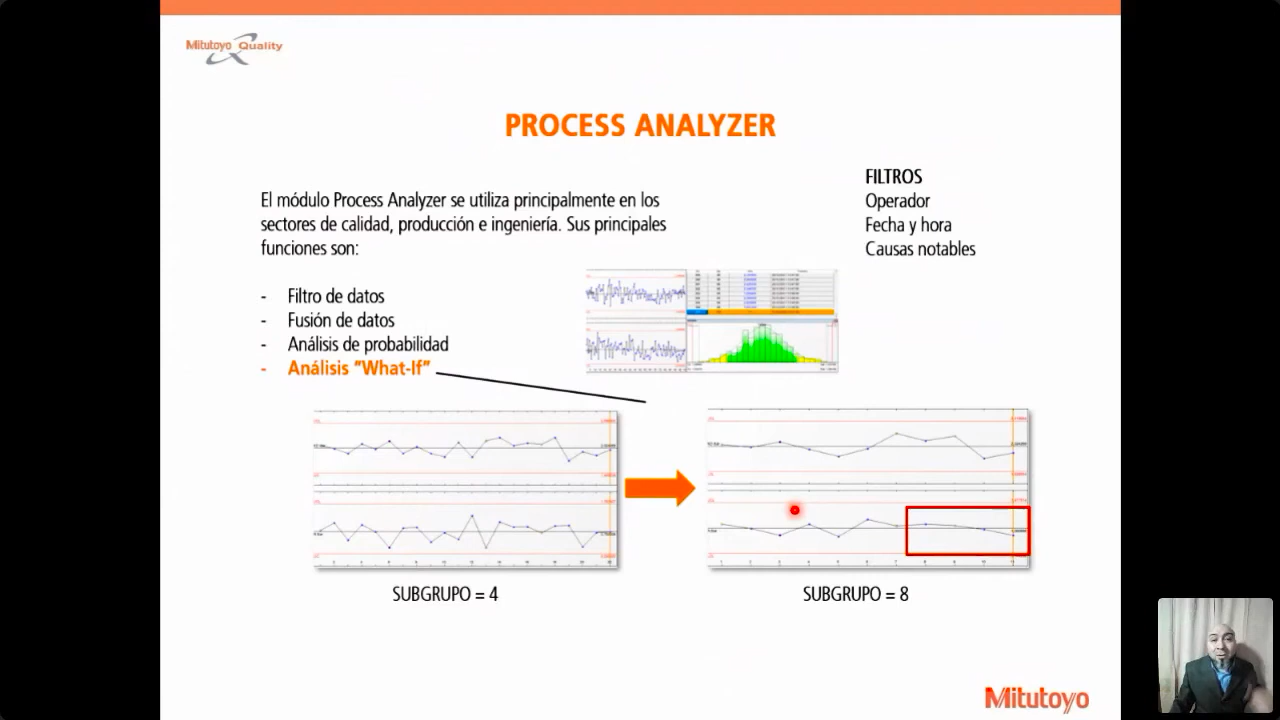 Mitutoyo Quality
PROCESS ANALYZER
El módulo Process Analyzer se utiliza principalmente en los
sectores de calidad, producción e ingeniería. Sus principales
funciones son:
- Filtro de datos
- Fusión de datos
- Análisis de probabilidad
- Análisis “What-If”
FILTROS
Operador
Fecha y hora
Causas notables
SUBGRUPO = 4
SUBGRUPO = 8
Mitutoyo